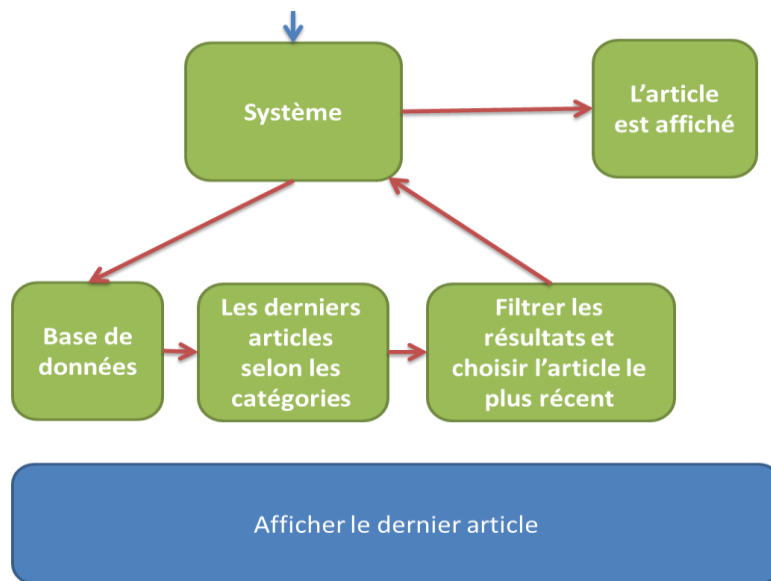 Système
L’article
est affiché
Base de
données
Les derniers
articles
selon les
catégories
Filtrer les
résultats et
choisir l’article le
plus récent
Afficher le dernier article